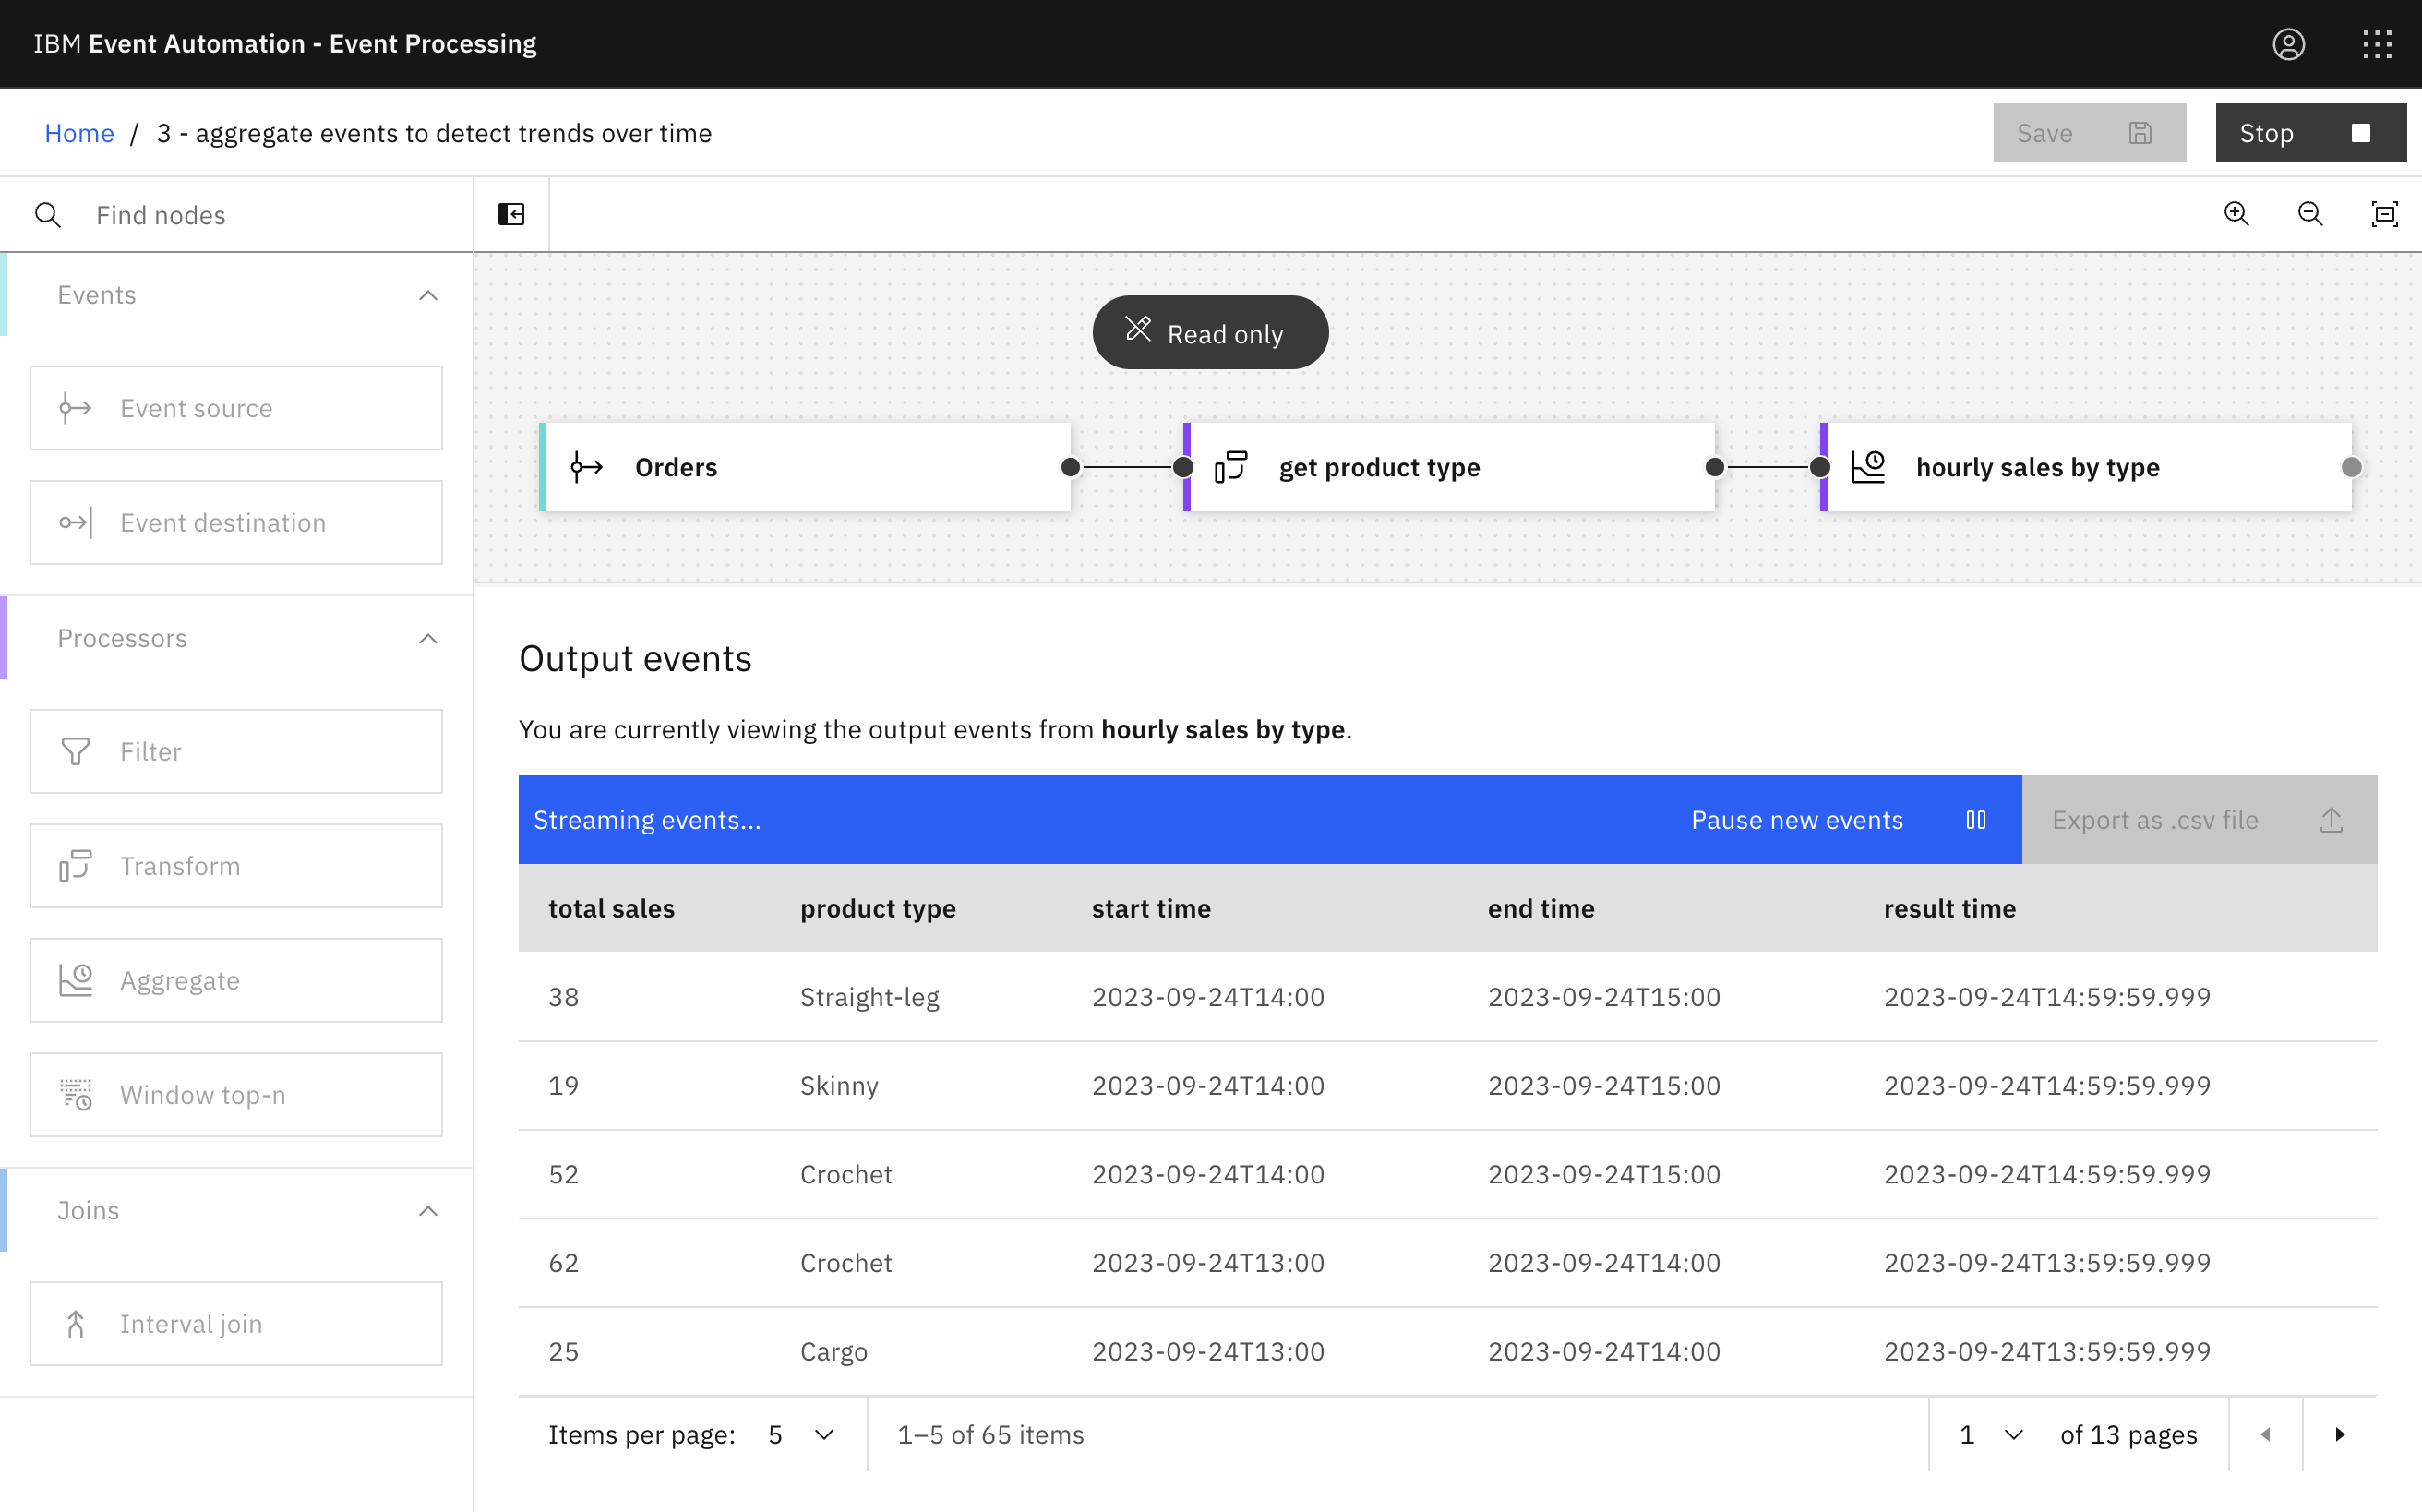 IBM Event Automation - Event Processing
Home / 3 - aggregate events to detect trends over time
Save
Stop
Find nodes
Events
Event source
Event destination
Processors
Filter
Transform
Aggregate
Window top-n
Joins
Interval join
Read only
Orders
get product type
hourly sales by type
Output events
You are currently viewing the output events from hourly sales by type.
Streaming events... Pause new events Export as .csv file
total sales product type start time end time result time
38 Straight-leg 2023-09-24T14:00 2023-09-24T15:00 2023-09-24T14:59:59.999
19 Skinny 2023-09-24T14:00 2023-09-24T15:00 2023-09-24T14:59:59.999
52 Crochet 2023-09-24T14:00 2023-09-24T15:00 2023-09-24T14:59:59.999
62 Crochet 2023-09-24T13:00 2023-09-24T14:00 2023-09-24T13:59:59.999
25 Cargo 2023-09-24T13:00 2023-09-24T14:00 2023-09-24T13:59:59.999
Items per page: 5 1–5 of 65 items 1 of 13 pages